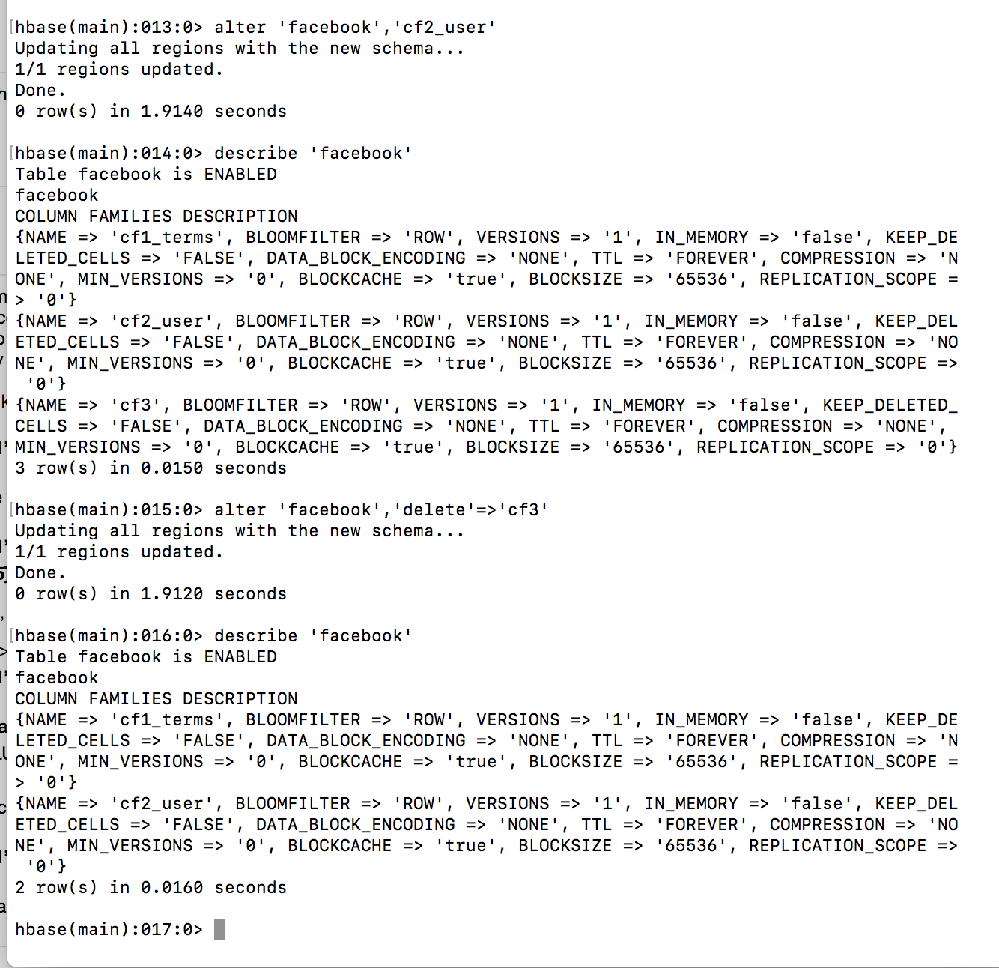 [hbase(main):013:0> alter 'facebook','cf2_user'
Updating all regions with the new schema...
1/1 regions updated.
Done.
0 row(s) in 1.9140 seconds
[hbase(main):014:0> describe 'facebook'
Table facebook is ENABLED
facebook
COLUMN FAMILIES DESCRIPTION
{NAME => 'cf1_terms', BLOOMFILTER => 'ROW', VERSIONS => '1', IN_MEMORY => 'false', KEEP_DE
LETED_CELLS => 'FALSE', DATA_BLOCK_ENCODING => 'NONE', TTL => 'FOREVER', COMPRESSION => 'N
ONE', MIN_VERSIONS => '0', BLOCKCACHE => 'true', BLOCKSIZE => '65536', REPLICATION_SCOPE =
> '0'}
{NAME => 'cf2_user', BLOOMFILTER => 'ROW', VERSIONS => '1', IN_MEMORY => 'false', KEEP_DEL
ETED_CELLS => 'FALSE', DATA_BLOCK_ENCODING => 'NONE', TTL => 'FOREVER', COMPRESSION => 'NO
NE', MIN_VERSIONS => '0', BLOCKCACHE => 'true', BLOCKSIZE => '65536', REPLICATION_SCOPE =>
 '0'}
{NAME => 'cf3', BLOOMFILTER => 'ROW', VERSIONS => '1', IN_MEMORY => 'false', KEEP_DELETED_
CELLS => 'FALSE', DATA_BLOCK_ENCODING => 'NONE', TTL => 'FOREVER', COMPRESSION => 'NONE',
MIN_VERSIONS => '0', BLOCKCACHE => 'true', BLOCKSIZE => '65536', REPLICATION_SCOPE => '0'}
3 row(s) in 0.0150 seconds
[hbase(main):015:0> alter 'facebook','delete'=>'cf3'
Updating all regions with the new schema...
1/1 regions updated.
Done.
0 row(s) in 1.9120 seconds
[hbase(main):016:0> describe 'facebook'
Table facebook is ENABLED
facebook
COLUMN FAMILIES DESCRIPTION
{NAME => 'cf1_terms', BLOOMFILTER => 'ROW', VERSIONS => '1', IN_MEMORY => 'false', KEEP_DE
LETED_CELLS => 'FALSE', DATA_BLOCK_ENCODING => 'NONE', TTL => 'FOREVER', COMPRESSION => 'N
ONE', MIN_VERSIONS => '0', BLOCKCACHE => 'true', BLOCKSIZE => '65536', REPLICATION_SCOPE =
> '0'}
{NAME => 'cf2_user', BLOOMFILTER => 'ROW', VERSIONS => '1', IN_MEMORY => 'false', KEEP_DEL
ETED_CELLS => 'FALSE', DATA_BLOCK_ENCODING => 'NONE', TTL => 'FOREVER', COMPRESSION => 'NO
NE', MIN_VERSIONS => '0', BLOCKCACHE => 'true', BLOCKSIZE => '65536', REPLICATION_SCOPE =>
 '0'}
2 row(s) in 0.0160 seconds
hbase(main):017:0>